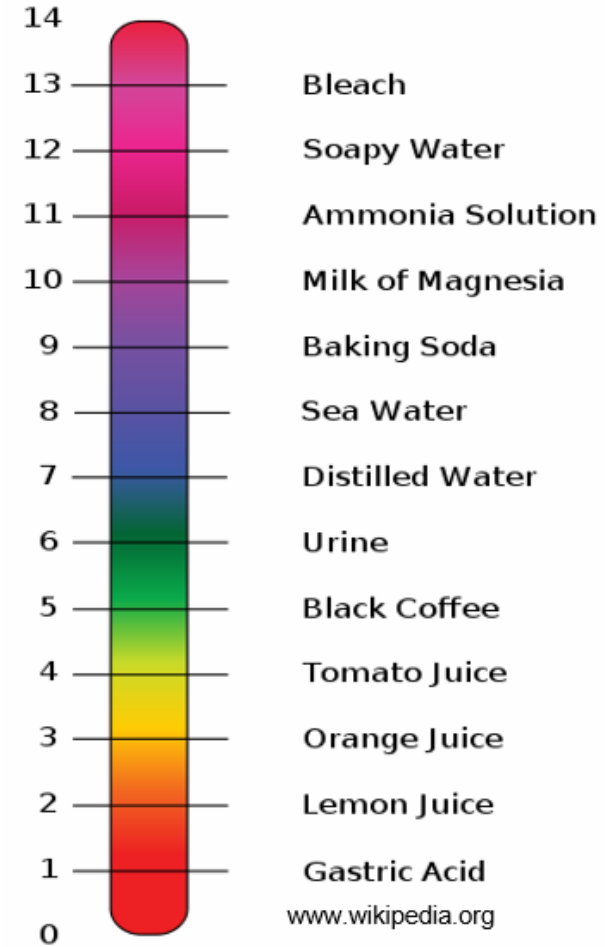 14
13 Bleach
12 Soapy Water
11 Ammonia Solution
10 Milk of Magnesia
9 Baking Soda
8 Sea Water
7 Distilled Water
6 Urine
5 Black Coffee
4 Tomato Juice
3 Orange Juice
2 Lemon Juice
1 Gastric Acid
www.wikipedia.org
0